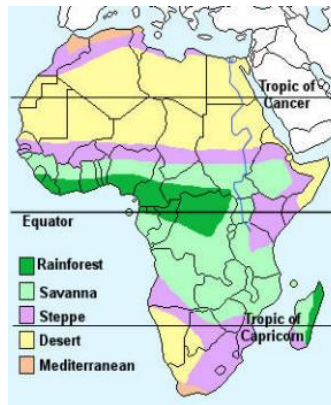 Tropic of
Cancer
Equator
Rainforest
Savanna
Steppe
Desert
Mediterranean
Tropic of
Capricorn